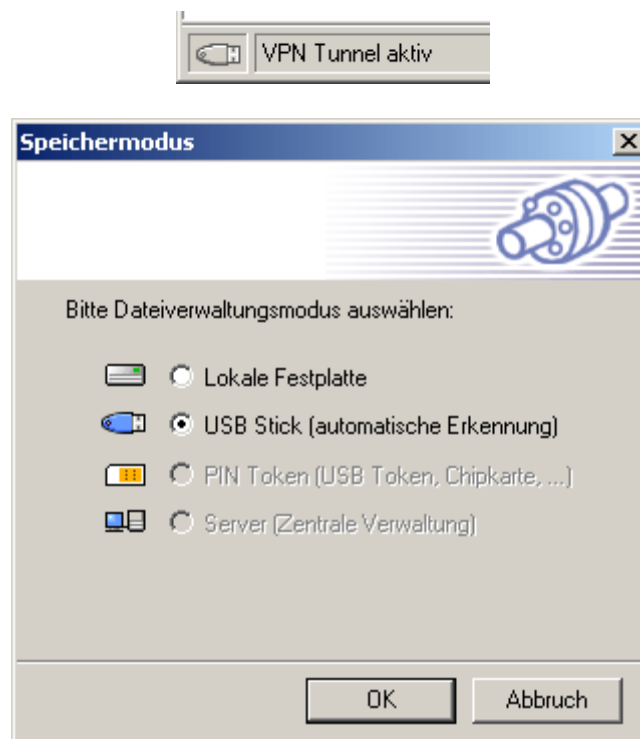 VPN Tunnel aktiv
Speichermodus
Bitte Dateiverwaltungsmodus auswählen:
Lokale Festplatte
USB Stick (automatische Erkennung)
PIN Token (USB Token, Chipkarte, ...)
Server (Zentrale Verwaltung)
OK
Abbruch